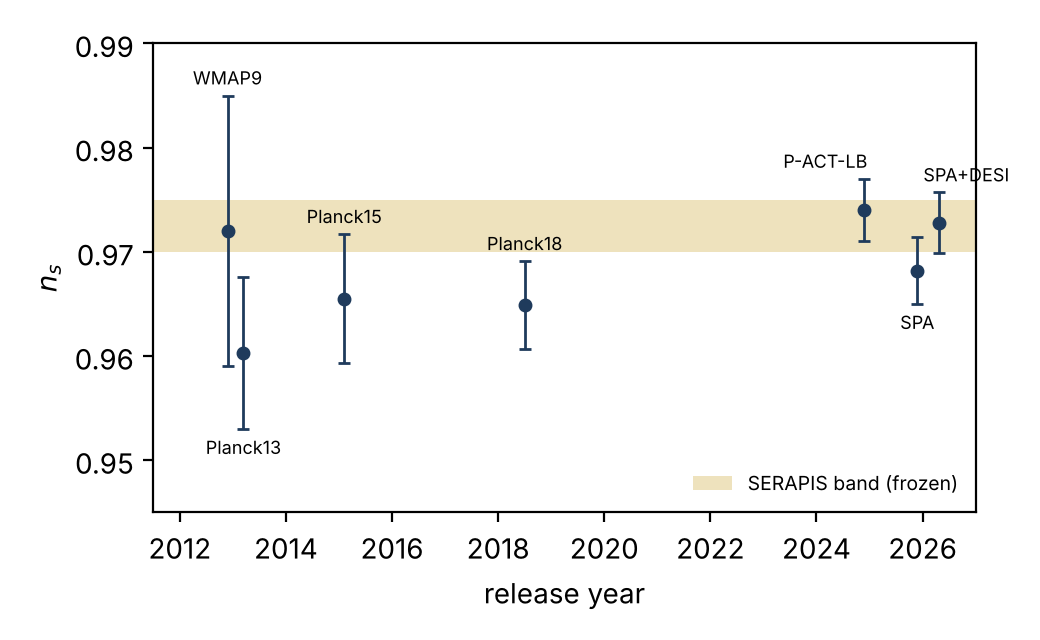 0.99
0.98
0.97
0.96
0.95
n_s
WMAP9
Planck13
Planck15
Planck18
P-ACT-LB
SPA+DESI
SPA
SERAPIS band (frozen)
2012 2014 2016 2018 2020 2022 2024 2026
release year